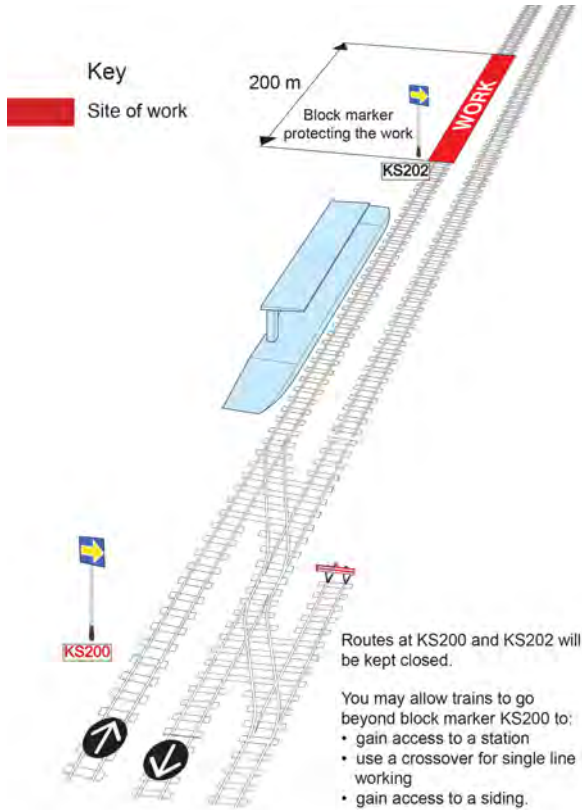 Key
Site of work
200 m
Block marker
protecting the work
WORK
KS202
KS200
Routes at KS200 and KS202 will
be kept closed.
You may allow trains to go
beyond block marker KS200 to:
• gain access to a station
• use a crossover for single line
working
• gain access to a siding.